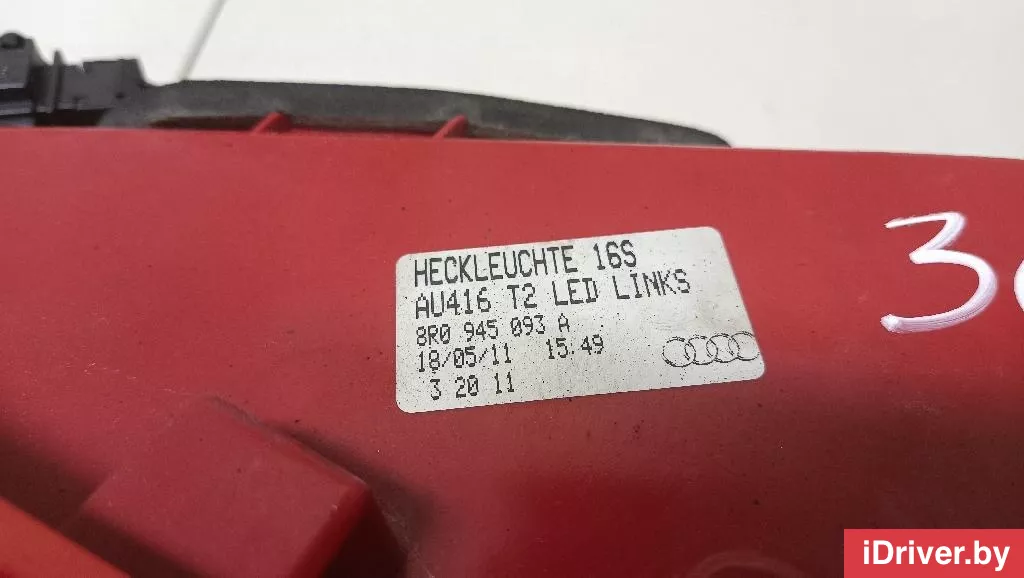 HECKLEUCHTE 16S
AU416 T2 LED LINKS
8R0 945 093 A
18/05/11 15:49
3 20 11
3
iDriver.by